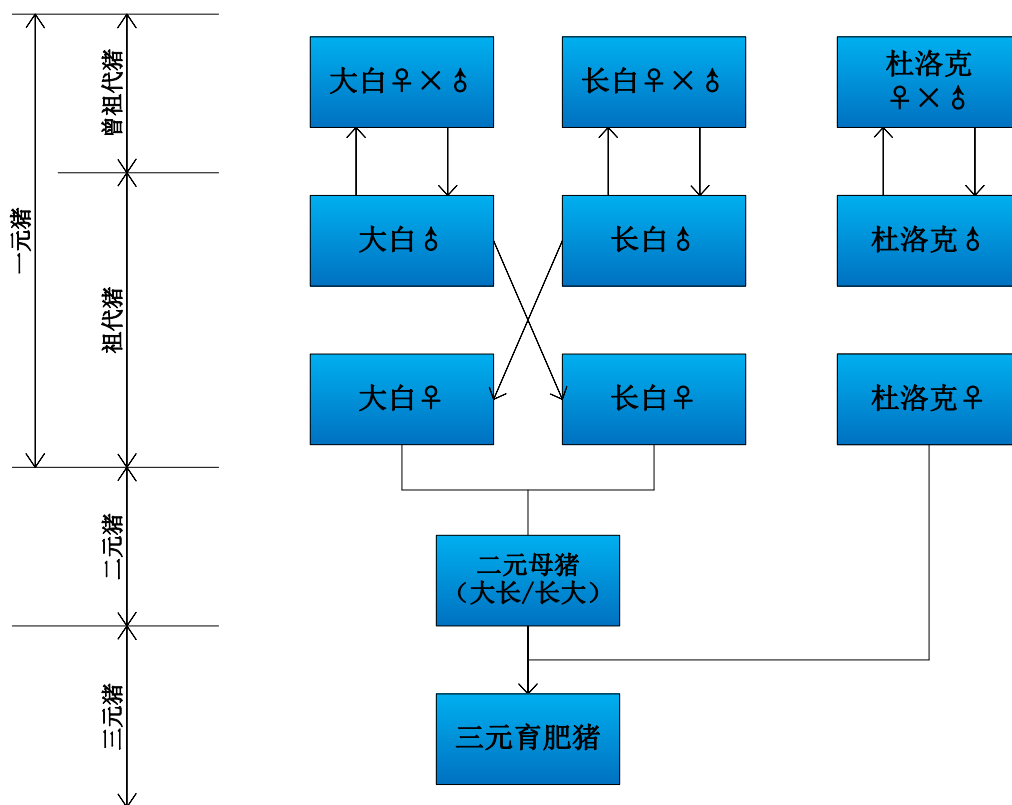 大白♀×♂
长白♀×♂
杜洛克
♀×♂
曾祖代猪
大白♂
长白♂
杜洛克♂
一元猪
祖代猪
大白♀
长白♀
杜洛克♀
二元猪
二元母猪
（大长/长大）
三元猪
三元育肥猪